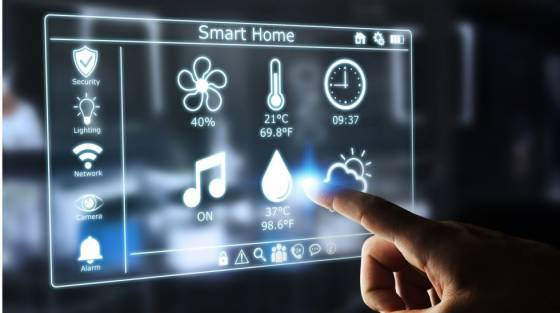 Smart Home
Security
Lighting
Network
Camera
Alarm
40%
21°C
69.8°F
09:37
ON
37°C
98.6°F